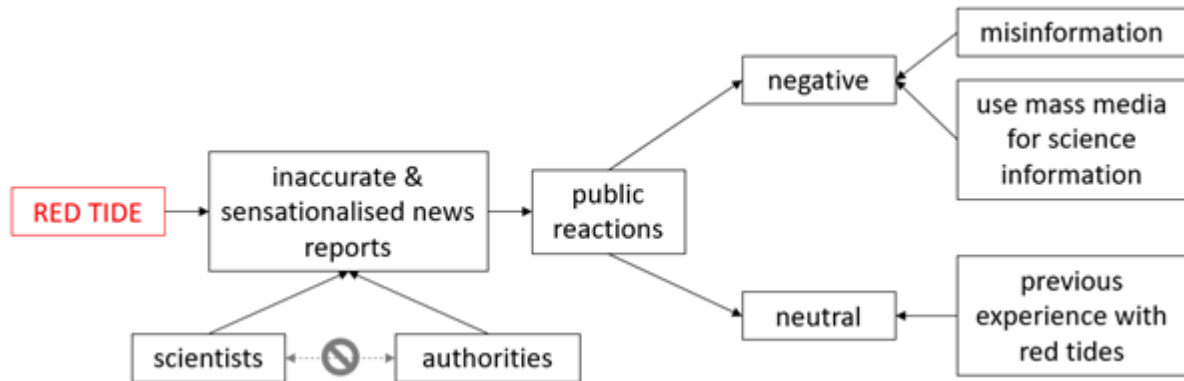 RED TIDE
inaccurate &
sensationalised news
reports
scientists
authorities
public
reactions
negative
neutral
misinformation
use mass media
for science
information
previous
experience with
red tides